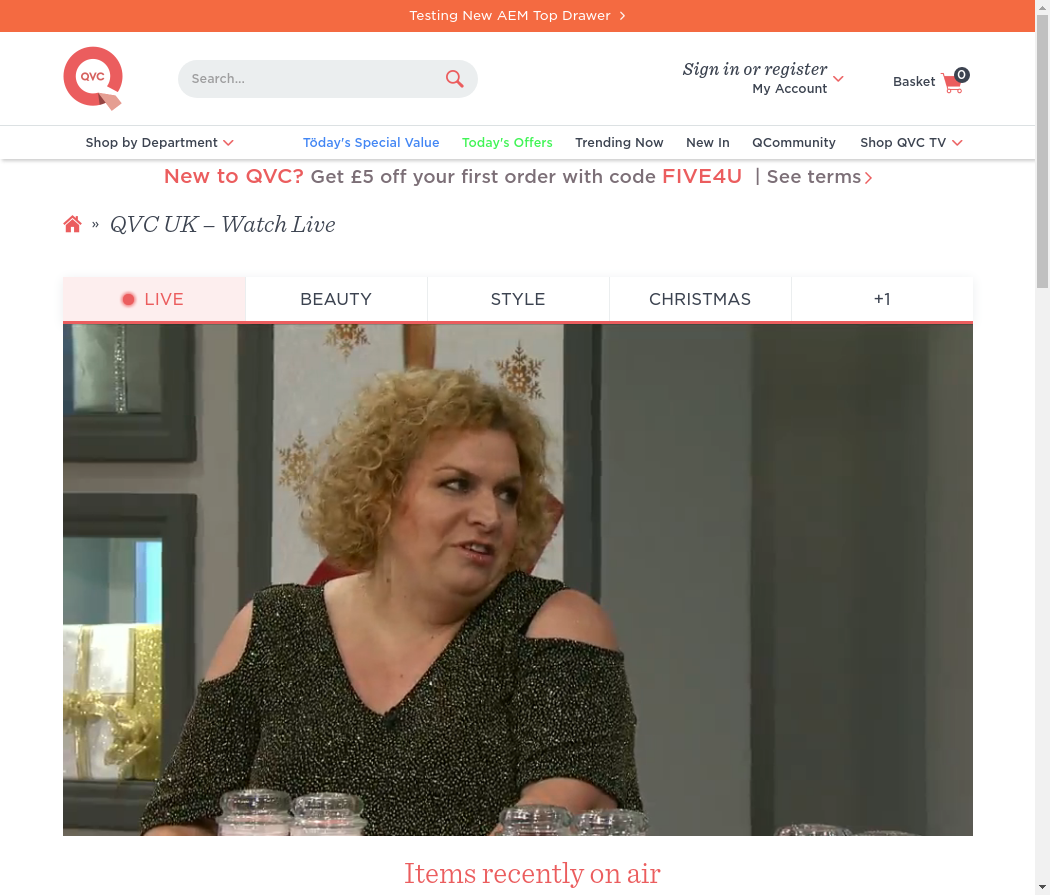 Testing New AEM Top Drawer
QVC
Search...
Sign in or register
My Account
Basket
0
Shop by Department
Töday's Special Value
Today's Offers
Trending Now
New In
QCommunity
Shop QVC TV
New to QVC? Get £5 off your first order with code FIVE4U | See terms
» QVC UK – Watch Live
LIVE
BEAUTY
STYLE
CHRISTMAS
+1
Items recently on air